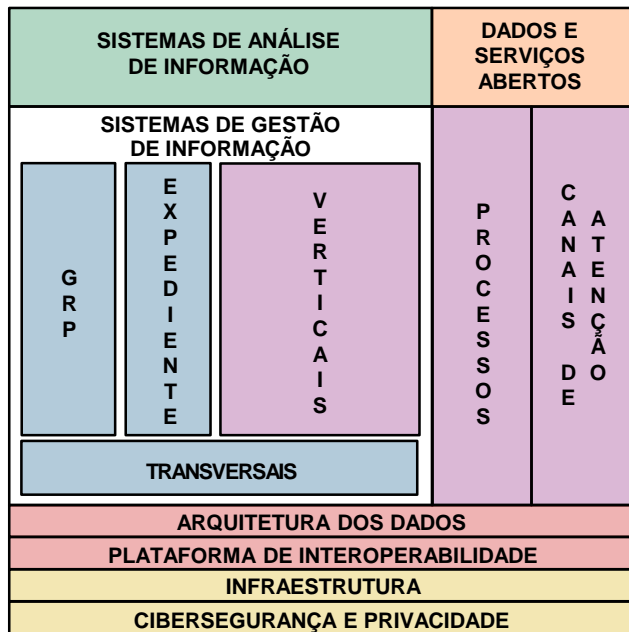 SISTEMAS DE ANÁLISE
DE INFORMAÇÃO
DADOS E
SERVIÇOS
ABERTOS
SISTEMAS DE GESTÃO
DE INFORMAÇÃO
GRP
EXPEDIENTE
VERTICAIS
TRANSVERSAIS
PROCESSOS
CANAIS DE
ATENÇÃO
ARQUITETURA DOS DADOS
PLATAFORMA DE INTEROPERABILIDADE
INFRAESTRUTURA
CIBERSEGURANÇA E PRIVACIDADE